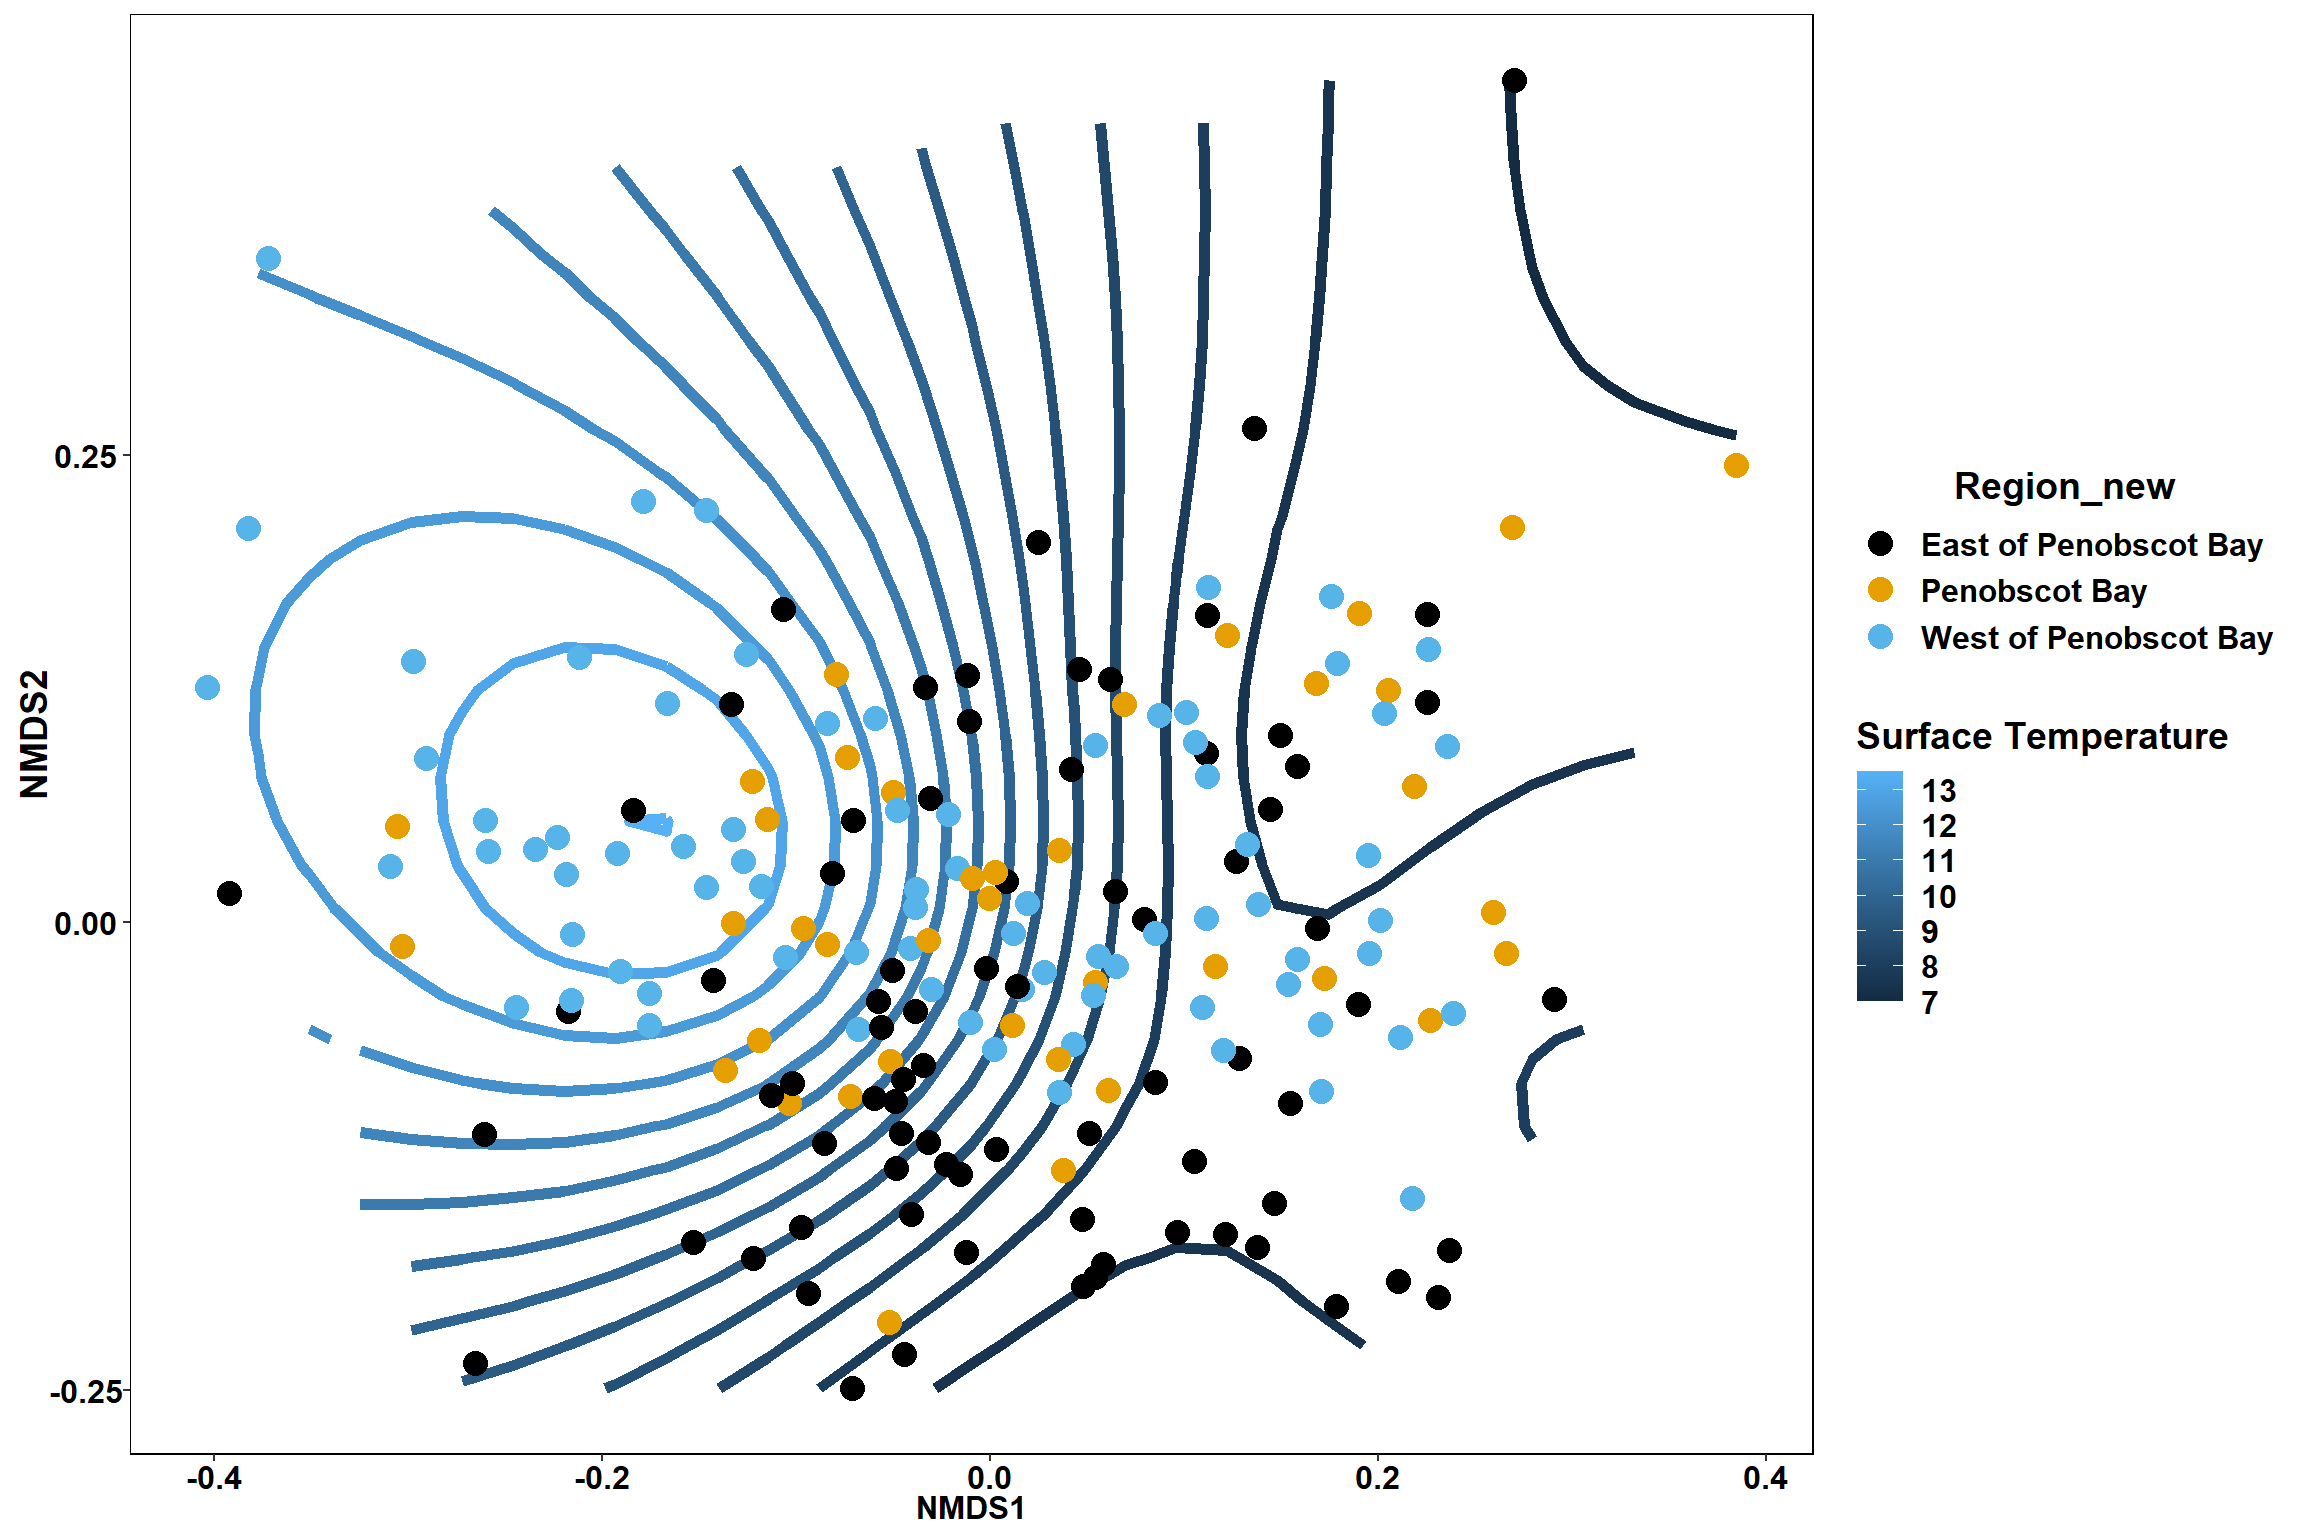 0.25
0.00
-0.25
NMDS2
-0.4
-0.2
0.0
0.2
0.4
NMDS1
Region_new
East of Penobscot Bay
Penobscot Bay
West of Penobscot Bay
Surface Temperature
13
12
11
10
9
8
7